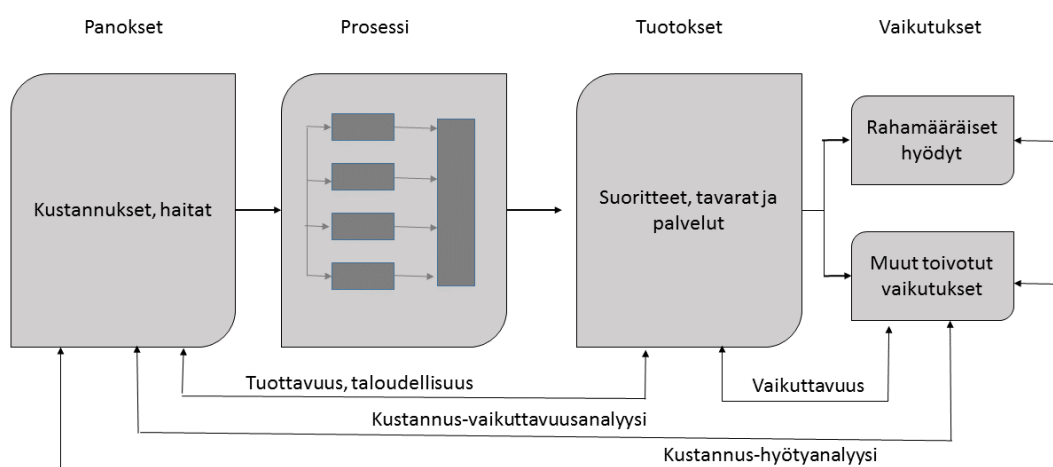 Panokset
Prosessi
Tuotokset
Vaikutukset
Kustannukset, haitat
Suoritteet, tavarat ja
palvelut
Rahamääräiset
hyödyt
Muut toivotut
vaikutukset
Tuottavuus, taloudellisuus
Vaikuttavuus
Kustannus-vaikuttavuusanalyysi
Kustannus-hyötyanalyysi